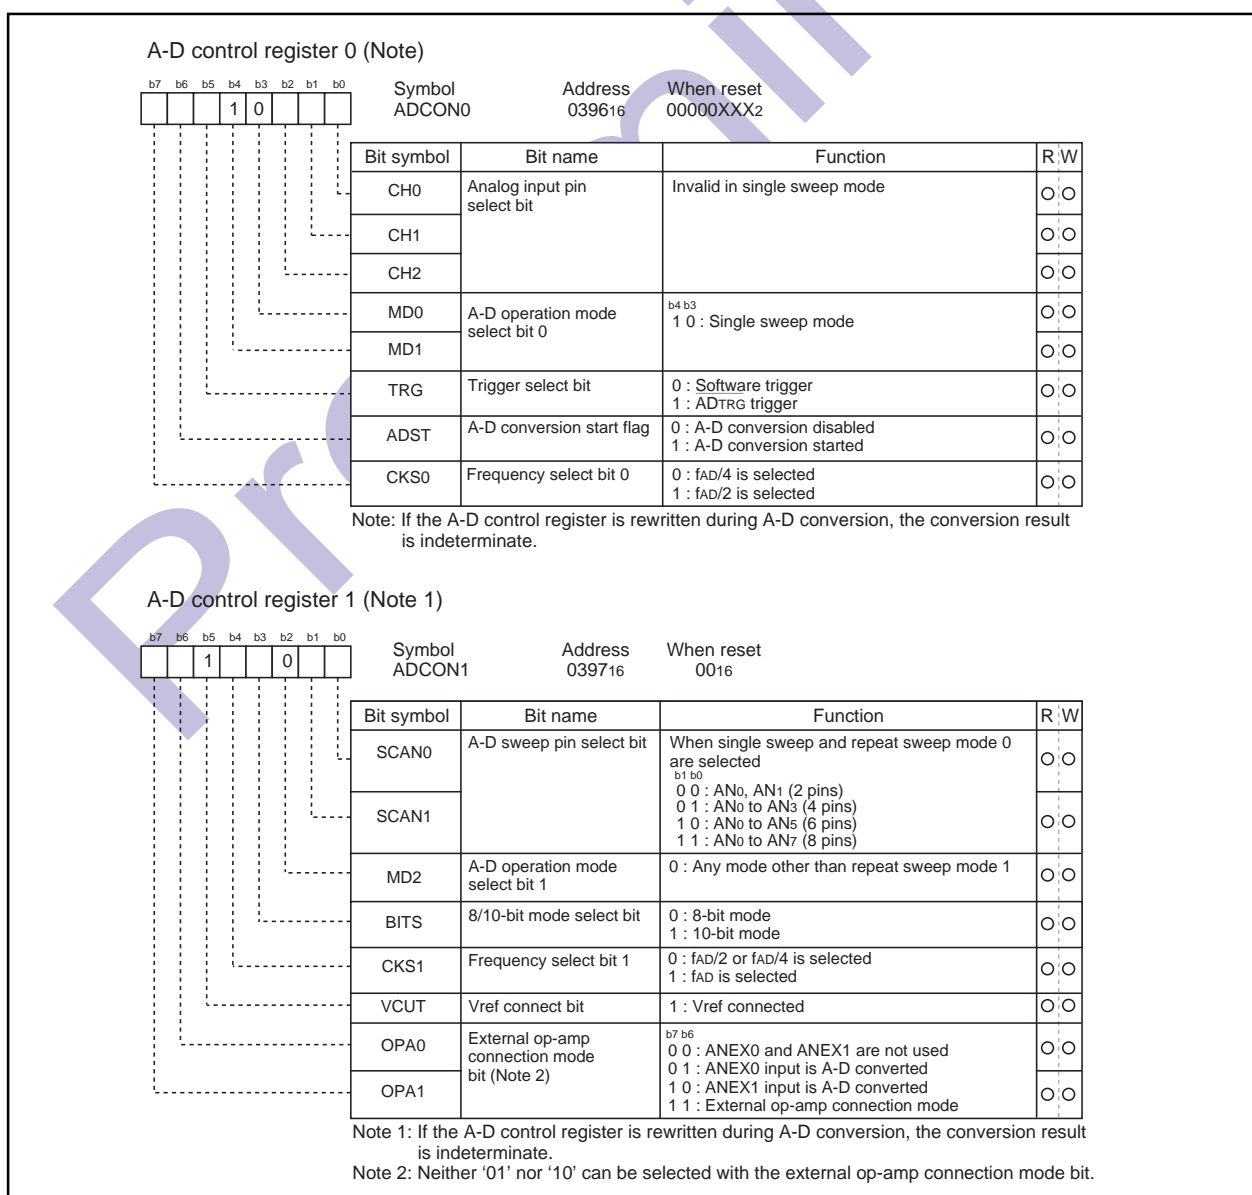 A-D control register 0 (Note)
b7 b6 b5 b4 b3 b2 b1 b0
1 0
Symbol Address When reset
ADCON0 039616 00000XXX2
Bit symbol Bit name Function R W
CH0 Analog input pin select bit Invalid in single sweep mode
CH1
CH2
MD0 A-D operation mode select bit 0 b4 b3
1 0 : Single sweep mode
MD1
TRG Trigger select bit 0 : Software trigger
1 : ADTRG trigger
ADST A-D conversion start flag 0 : A-D conversion disabled
1 : A-D conversion started
CKS0 Frequency select bit 0 0 : fAD/4 is selected
1 : fAD/2 is selected
Note: If the A-D control register is rewritten during A-D conversion, the conversion result
is indeterminate.
A-D control register 1 (Note 1)
b7 b6 b5 b4 b3 b2 b1 b0
1 0
Symbol Address When reset
ADCON1 039716 0016
Bit symbol Bit name Function R W
SCAN0 A-D sweep pin select bit When single sweep and repeat sweep mode 0
are selected
b1 b0
0 0 : AN0, AN1 (2 pins)
0 1 : AN0 to AN3 (4 pins)
SCAN1 1 0 : AN0 to AN5 (6 pins)
1 1 : AN0 to AN7 (8 pins)
MD2 A-D operation mode select bit 1 0 : Any mode other than repeat sweep mode 1
BITS 8/10-bit mode select bit 0 : 8-bit mode
1 : 10-bit mode
CKS1 Frequency select bit 1 0 : fAD/2 or fAD/4 is selected
1 : fAD is selected
VCUT Vref connect bit 1 : Vref connected
OPA0 External op-amp connection mode bit (Note 2) b7 b6
0 0 : ANEX0 and ANEX1 are not used
0 1 : ANEX0 input is A-D converted
OPA1 1 0 : ANEX1 input is A-D converted
1 1 : External op-amp connection mode
Note 1: If the A-D control register is rewritten during A-D conversion, the conversion result
is indeterminate.
Note 2: Neither ‘01’ nor ‘10’ can be selected with the external op-amp connection mode bit.